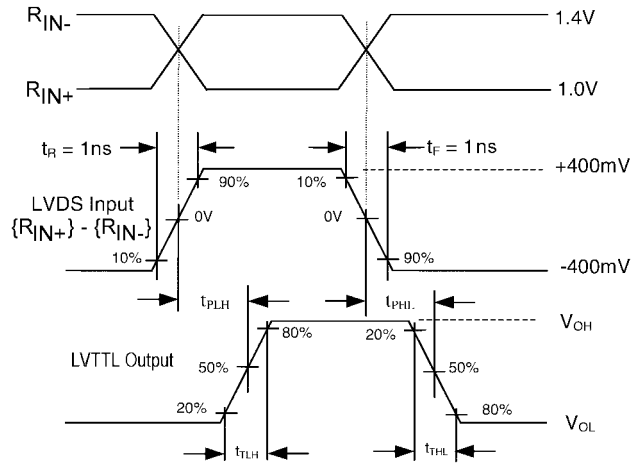 RIN- 1.4V
RIN+ 1.0V
tR = 1ns tF = 1ns
+400mV
90% 10%
LVDS Input 0V 0V
{RIN+} - {RIN-}
10% 90%
-400mV
tPLH tPHL
VOH
80% 20%
LVTTL Output 50% 50%
20% 80%
VOL
tTLH tTHL